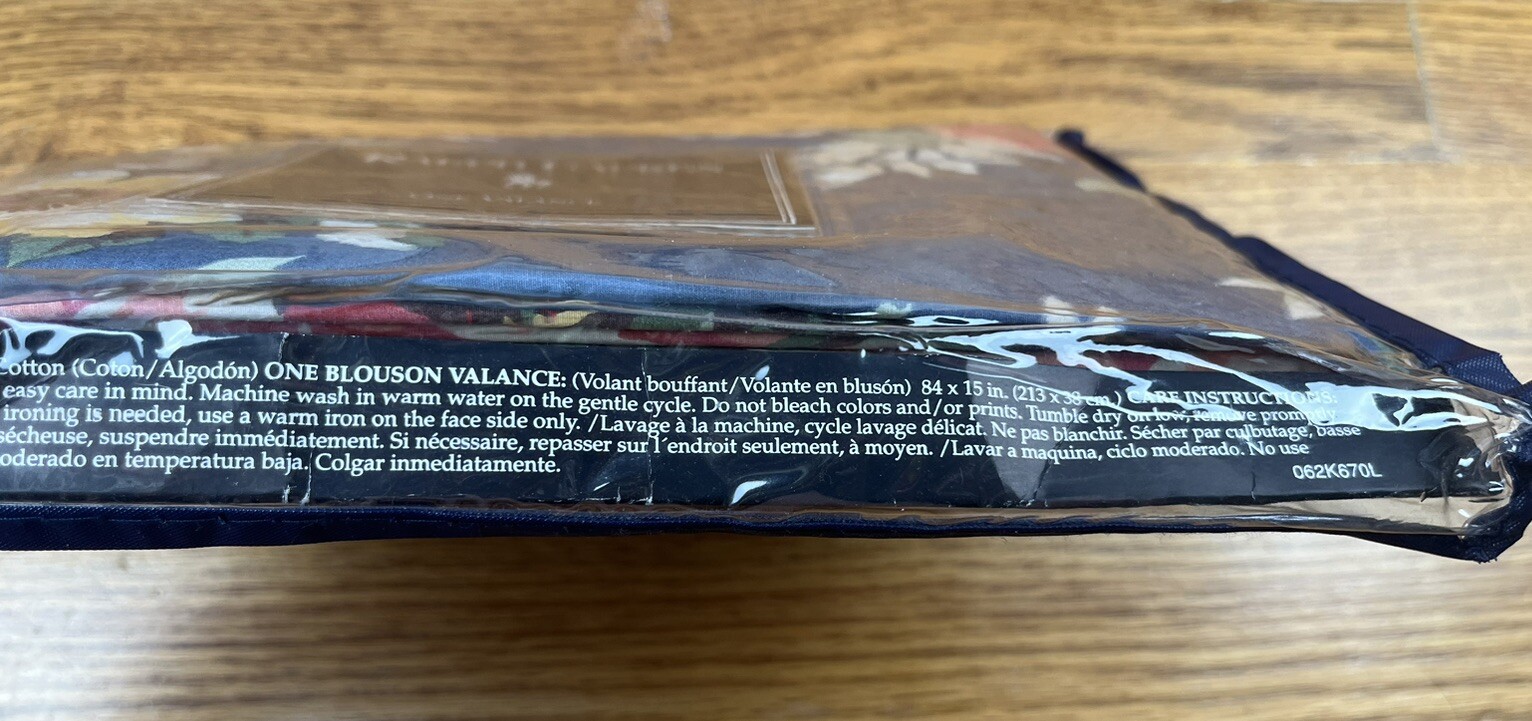 Cotton (Coton/Algodón) ONE BLOUSON VALANCE: (Volant bouffant/Volante en blusón) 84 x 15 in. (213 x 38 cm.) CARE INSTRUCTIONS:
easy care in mind. Machine wash in warm water on the gentle cycle. Do not bleach colors and/or prints. Tumble dry on low, remove promptly
ironing is needed, use a warm iron on the face side only. /Lavage à la machine, cycle lavage délicat. Ne pas blanchir. Sécher par culbutage, basse
sécheuse, suspendre immédiatement. Si nécessaire, repasser sur l´endroit seulement, à moyen. /Lavar a maquina, ciclo moderado. No use
oderado en temperatura baja. Colgar inmediatamente.
062K670L